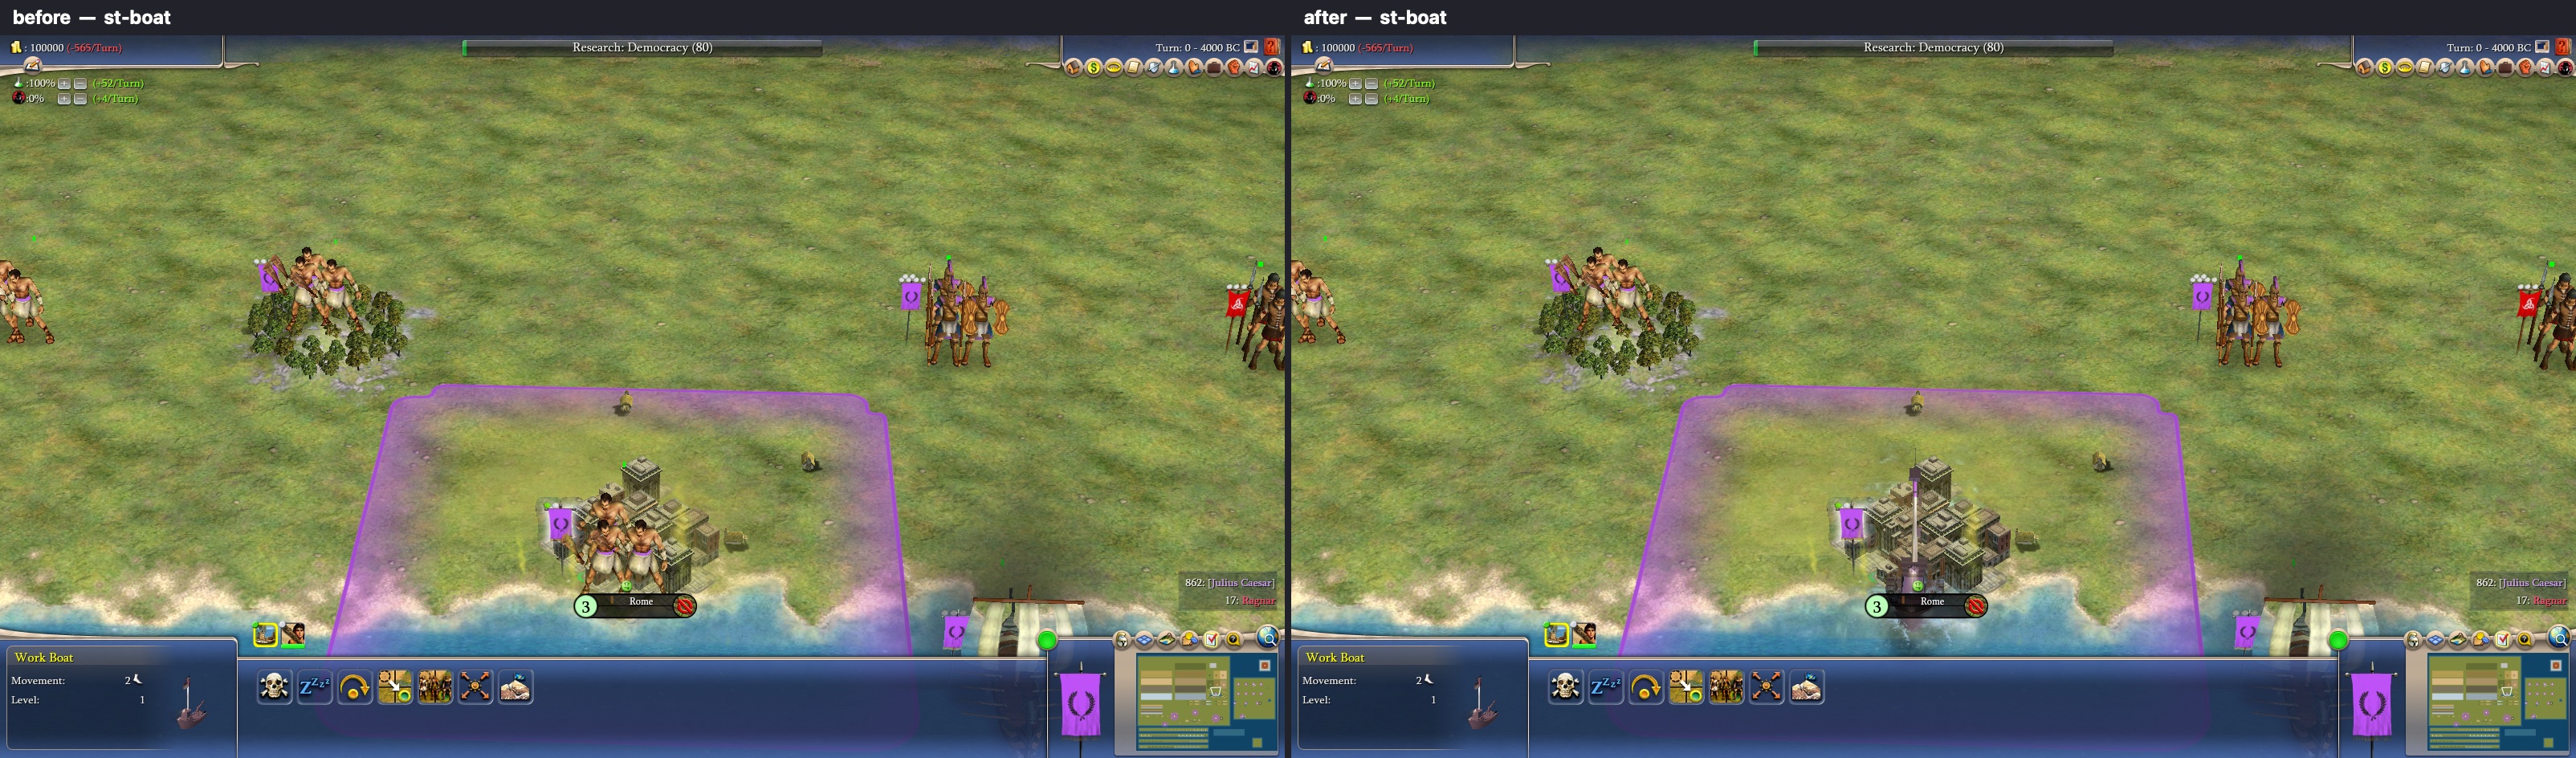 before — st-boat
: 100000 (-565/Turn)
Research: Democracy (80)
Turn: 0 - 4000 BC
:100% (+52/Turn)
:0% (+4/Turn)
862: [Julius Caesar]
17: Ragnar
3 Rome
Work Boat
Movement: 2
Level: 1
ZZzzz
after — st-boat
: 100000 (-565/Turn)
Research: Democracy (80)
Turn: 0 - 4000 BC
:100% (+52/Turn)
:0% (+4/Turn)
862: [Julius Caesar]
17: Ragnar
3 Rome
Work Boat
Movement: 2
Level: 1
ZZzzz